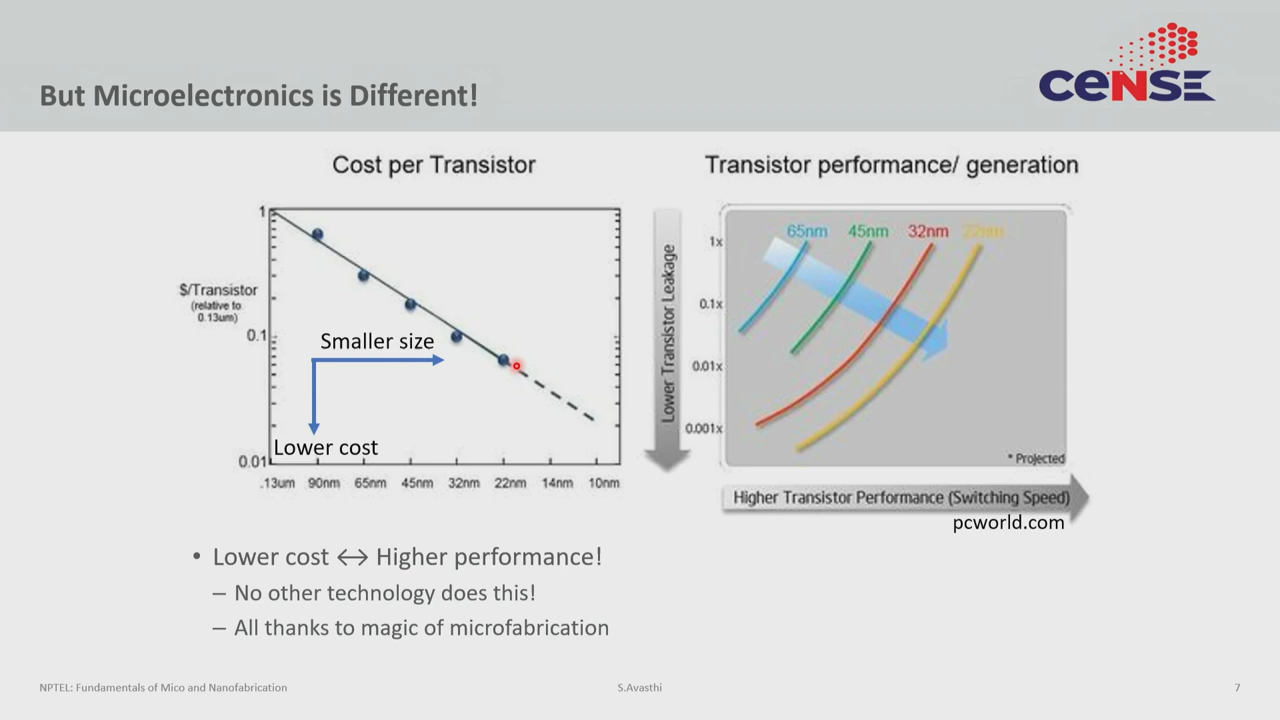 But Microelectronics is Different!
CeNSE
Cost per Transistor
1
$/Transistor
(relative to
0.13um)
0.1
0.01
Smaller size
Lower cost
.13um 90nm 65nm 45nm 32nm 22nm 14nm 10nm
Transistor performance/ generation
Lower Transistor Leakage
1x
0.1x
0.01x
0.001x
65nm 45nm 32nm 22nm
* Projected
Higher Transistor Performance (Switching Speed)
pcworld.com
• Lower cost ↔ Higher performance!
– No other technology does this!
– All thanks to magic of microfabrication
NPTEL: Fundamentals of Mico and Nanofabrication
S.Avasthi
7